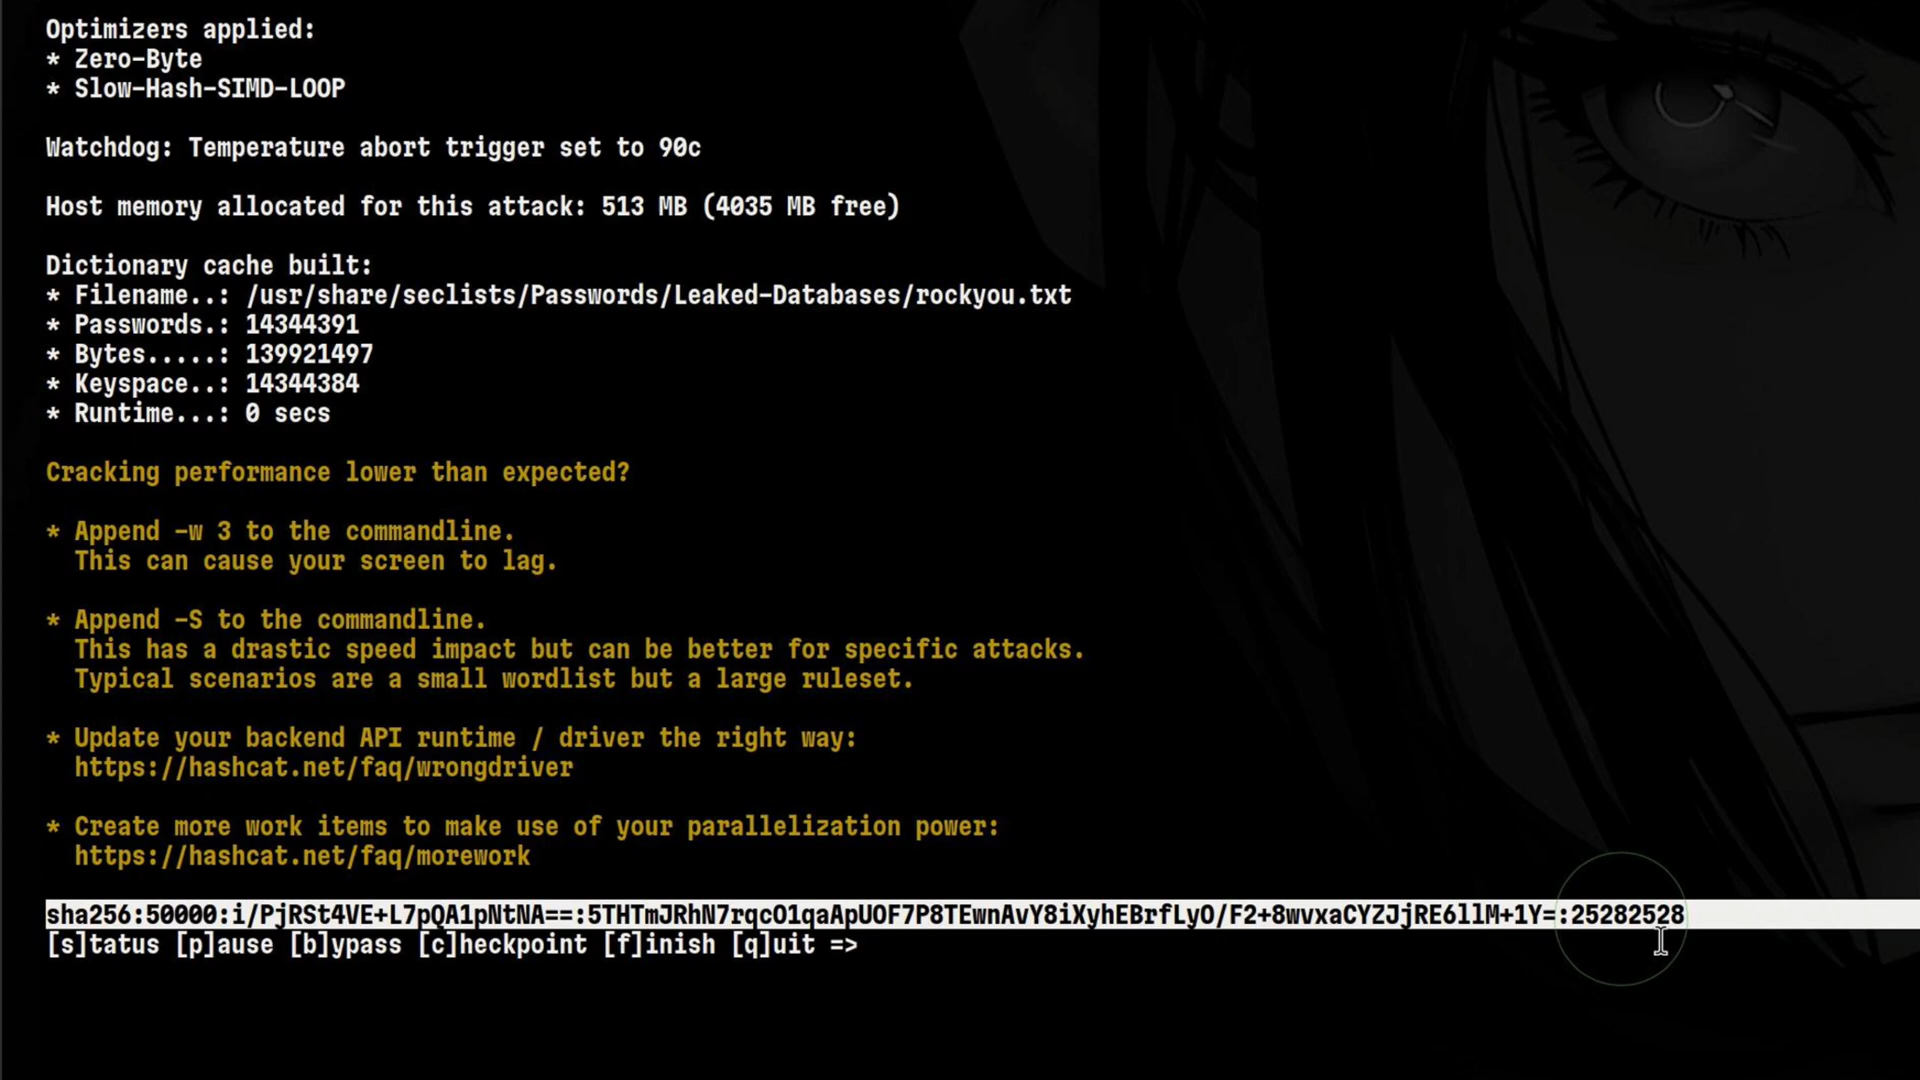 Optimizers applied:
* Zero-Byte
* Slow-Hash-SIMD-LOOP
Watchdog: Temperature abort trigger set to 90c
Host memory allocated for this attack: 513 MB (4035 MB free)
Dictionary cache built:
* Filename..: /usr/share/seclists/Passwords/Leaked-Databases/rockyou.txt
* Passwords.: 14344391
* Bytes.....: 139921497
* Keyspace..: 14344384
* Runtime...: 0 secs
Cracking performance lower than expected?
* Append -w 3 to the commandline.
This can cause your screen to lag.
* Append -S to the commandline.
This has a drastic speed impact but can be better for specific attacks.
Typical scenarios are a small wordlist but a large ruleset.
* Update your backend API runtime / driver the right way:
https://hashcat.net/faq/wrongdriver
* Create more work items to make use of your parallelization power:
https://hashcat.net/faq/morework
sha256:50000:i/PjRSt4VE+L7pQA1pNtNA==:5THTmJRhN7rqcO1qaApUOF7P8TEwnAvY8iXyhEBrfLyO/F2+8wvxaCYZJjRE6llM+1Y=:25282528
[s]tatus [p]ause [b]ypass [c]heckpoint [f]inish [q]uit =>